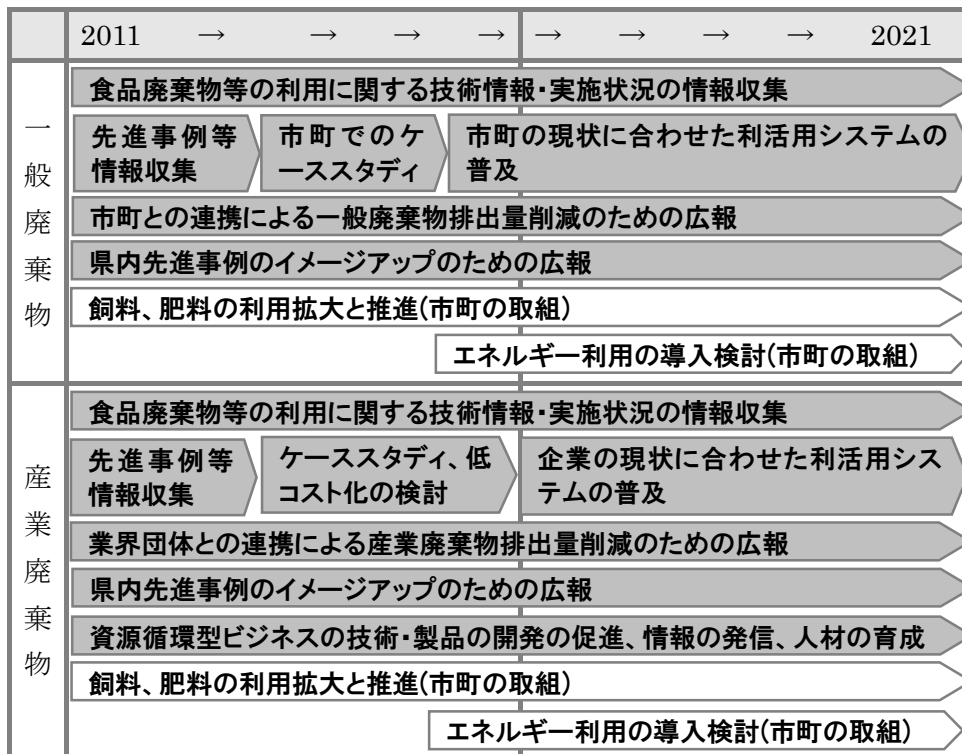 2011 → → → → → → → → 2021
一般廃棄物
食品廃棄物等の利用に関する技術情報・実施状況の情報収集
先進事例等
情報収集
市町でのケ
ーススタディ
市町の現状に合わせた利活用システムの
普及
市町との連携による一般廃棄物排出量削減のための広報
県内先進事例のイメージアップのための広報
飼料、肥料の利用拡大と推進(市町の取組)
エネルギー利用の導入検討(市町の取組)
産業廃棄物
食品廃棄物等の利用に関する技術情報・実施状況の情報収集
先進事例等
情報収集
ケーススタディ、低
コスト化の検討
企業の現状に合わせた利活用シス
テムの普及
業界団体との連携による産業廃棄物排出量削減のための広報
県内先進事例のイメージアップのための広報
資源循環型ビジネスの技術・製品の開発の促進、情報の発信、人材の育成
飼料、肥料の利用拡大と推進(市町の取組)
エネルギー利用の導入検討(市町の取組)